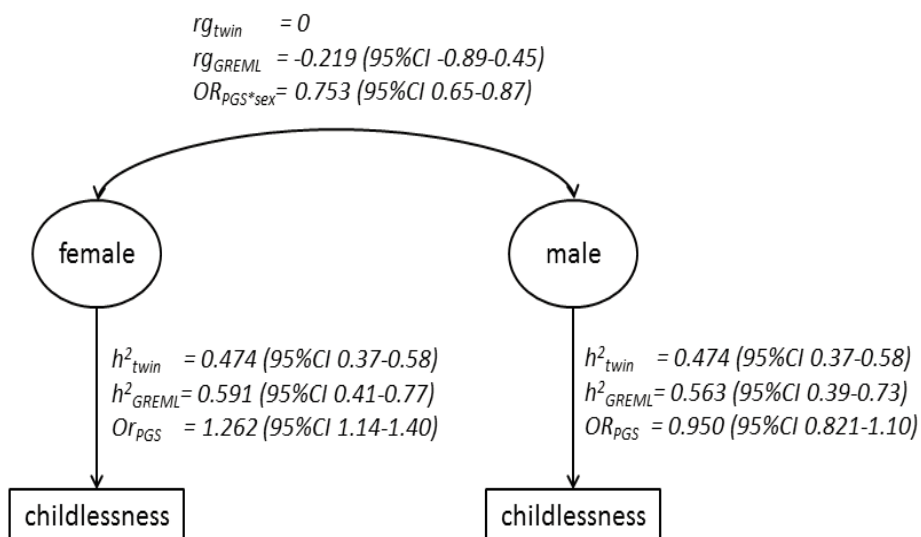 rg_twin = 0
rg_GREML = -0.219 (95%CI -0.89-0.45)
OR_PGS*sex = 0.753 (95%CI 0.65-0.87)
female
male
h²_twin = 0.474 (95%CI 0.37-0.58)
h²_GREML = 0.591 (95%CI 0.41-0.77)
Or_PGS = 1.262 (95%CI 1.14-1.40)
h²_twin = 0.474 (95%CI 0.37-0.58)
h²_GREML = 0.563 (95%CI 0.39-0.73)
OR_PGS = 0.950 (95%CI 0.821-1.10)
childlessness
childlessness